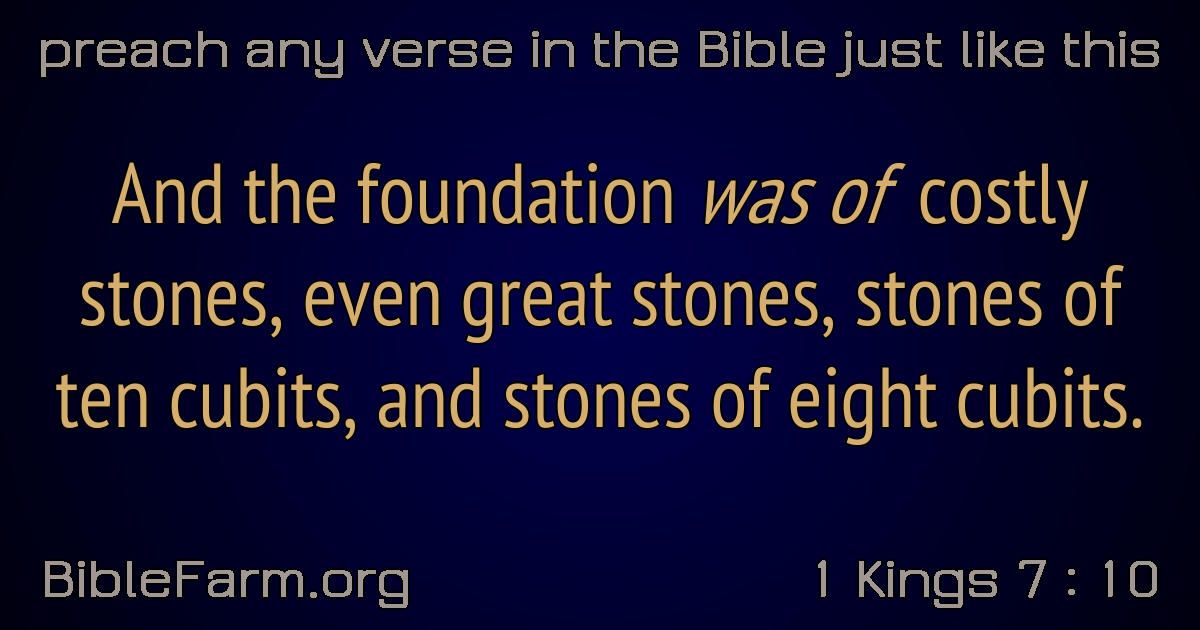 preach any verse in the Bible just like this
And the foundation was of costly
stones, even great stones, stones of
ten cubits, and stones of eight cubits.
BibleFarm.org
1 Kings 7 : 10